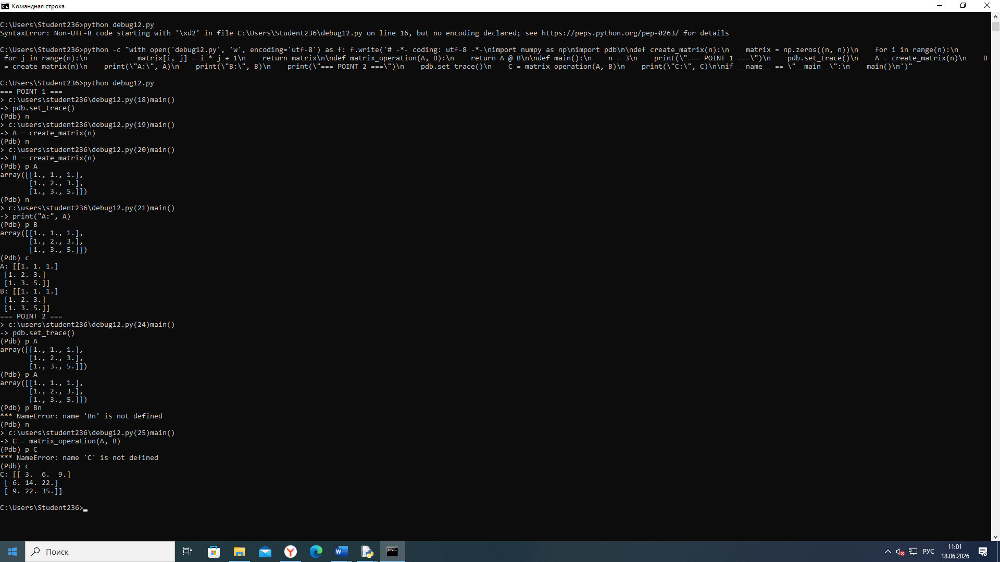 Командная строка
C:\Users\Student236>python debug12.py
SyntaxError: Non-UTF-8 code starting with '\xd2' in file C:\Users\Student236\debug12.py on line 16, but no encoding declared; see https://peps.python.org/pep-0263/ for details
C:\Users\Student236>python -c "with open('debug12.py', 'w', encoding='utf-8') as f: f.write('# -*- coding: utf-8 -*-\nimport numpy as np\nimport pdb\n\ndef create_matrix(n):\n    matrix = np.zeros((n, n))\n    for i in range(n):\n
 for j in range(n):\n            matrix[i, j] = i * j + 1\n    return matrix\n\ndef matrix_operation(A, B):\n    return A @ B\n\ndef main():\n    n = 3\n    print(\"=== POINT 1 ===\")\n    pdb.set_trace()\n    A = create_matrix(n)\n    B
 = create_matrix(n)\n    print(\"A:\", A)\n    print(\"B:\", B)\n    print(\"=== POINT 2 ===\")\n    pdb.set_trace()\n    C = matrix_operation(A, B)\n    print(\"C:\", C)\n\nif __name__ == \"__main__\":\n    main()\n')"
C:\Users\Student236>python debug12.py
=== POINT 1 ===
> c:\users\student236\debug12.py(18)main()
-> pdb.set_trace()
(Pdb) n
> c:\users\student236\debug12.py(19)main()
-> A = create_matrix(n)
(Pdb) n
> c:\users\student236\debug12.py(20)main()
-> B = create_matrix(n)
(Pdb) p A
array([[1., 1., 1.],
       [1., 2., 3.],
       [1., 3., 5.]])
(Pdb) n
> c:\users\student236\debug12.py(21)main()
-> print("A:", A)
(Pdb) p B
array([[1., 1., 1.],
       [1., 2., 3.],
       [1., 3., 5.]])
(Pdb) c
A: [[1. 1. 1.]
 [1. 2. 3.]
 [1. 3. 5.]]
B: [[1. 1. 1.]
 [1. 2. 3.]
 [1. 3. 5.]]
=== POINT 2 ===
> c:\users\student236\debug12.py(24)main()
-> pdb.set_trace()
(Pdb) p A
array([[1., 1., 1.],
       [1., 2., 3.],
       [1., 3., 5.]])
(Pdb) p A
array([[1., 1., 1.],
       [1., 2., 3.],
       [1., 3., 5.]])
(Pdb) p Bn
*** NameError: name 'Bn' is not defined
(Pdb) n
> c:\users\student236\debug12.py(25)main()
-> C = matrix_operation(A, B)
(Pdb) p C
*** NameError: name 'C' is not defined
(Pdb) c
C: [[ 3.  6.  9.]
 [ 6. 14. 22.]
 [ 9. 22. 35.]]
C:\Users\Student236>
Поиск
РУС
11:01
18.06.2026